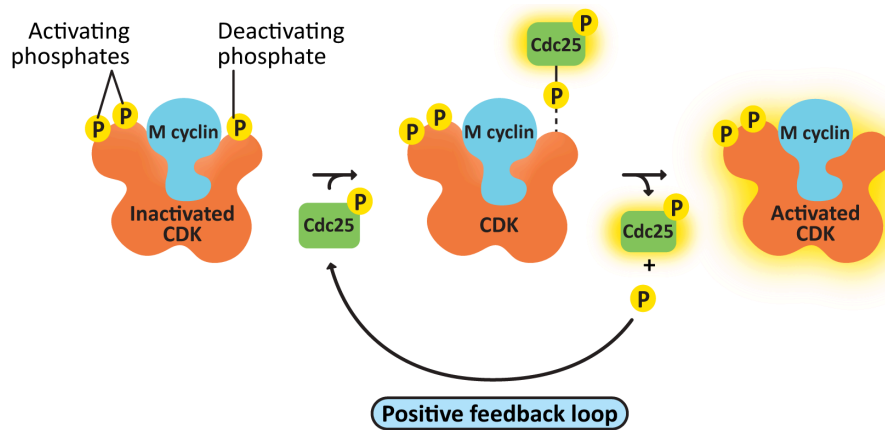 Activating
phosphates
Deactivating
phosphate
P
P
M cyclin
P
Inactivated
CDK
P
Cdc25
Cdc25
P
P
P
P
M cyclin
CDK
P
Cdc25
+
P
P
P
M cyclin
Activated
CDK
Positive feedback loop